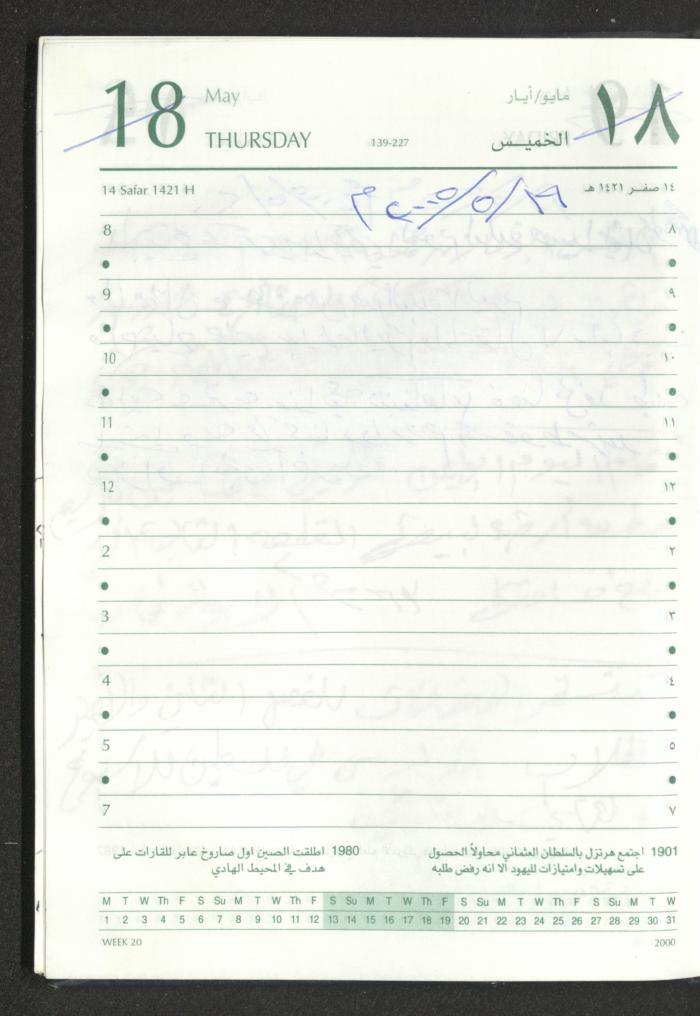 18 May مايو/أيار ١٨
THURSDAY 139-227 الخميس
14 Safar 1421 H ١٤ صفر ١٤٢١ هـ
١٩/٥/٢٠٠٥ م
8 ٨
9 ٩
10 ١٠
11 ١١
12 ١٢
2 ٢
3 ٣
4 ٤
5 ٥
7 ٧
1901 اجتمع هرتزل بالسلطان العثماني محاولاً الحصول
على تسهيلات وامتيازات لليهود الا انه رفض طلبه
1980 اطلقت الصين اول صاروخ عابر للقارات على
هدف في المحيط الهادي
M T W Th F S Su M T W Th F S Su M T W Th F S Su M T W Th F S Su M T W
1 2 3 4 5 6 7 8 9 10 11 12 13 14 15 16 17 18 19 20 21 22 23 24 25 26 27 28 29 30 31
WEEK 20 2000